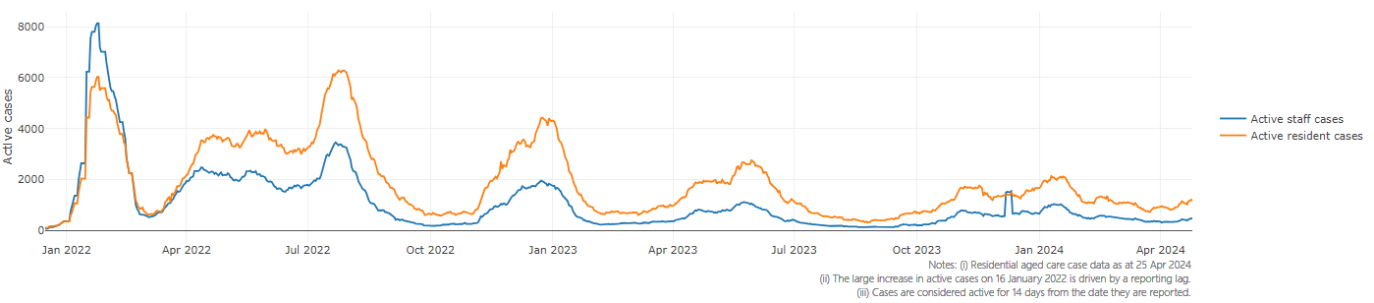 8000
6000
4000
2000
0
Active cases
Jan 2022
Apr 2022
Jul 2022
Oct 2022
Jan 2023
Apr 2023
Jul 2023
Oct 2023
Jan 2024
Apr 2024
Active staff cases
Active resident cases
Notes: (i) Residential aged care case data as at 25 Apr 2024
(ii) The large increase in active cases on 16 January 2022 is driven by a reporting lag.
(iii) Cases are considered active for 14 days from the date they are reported.